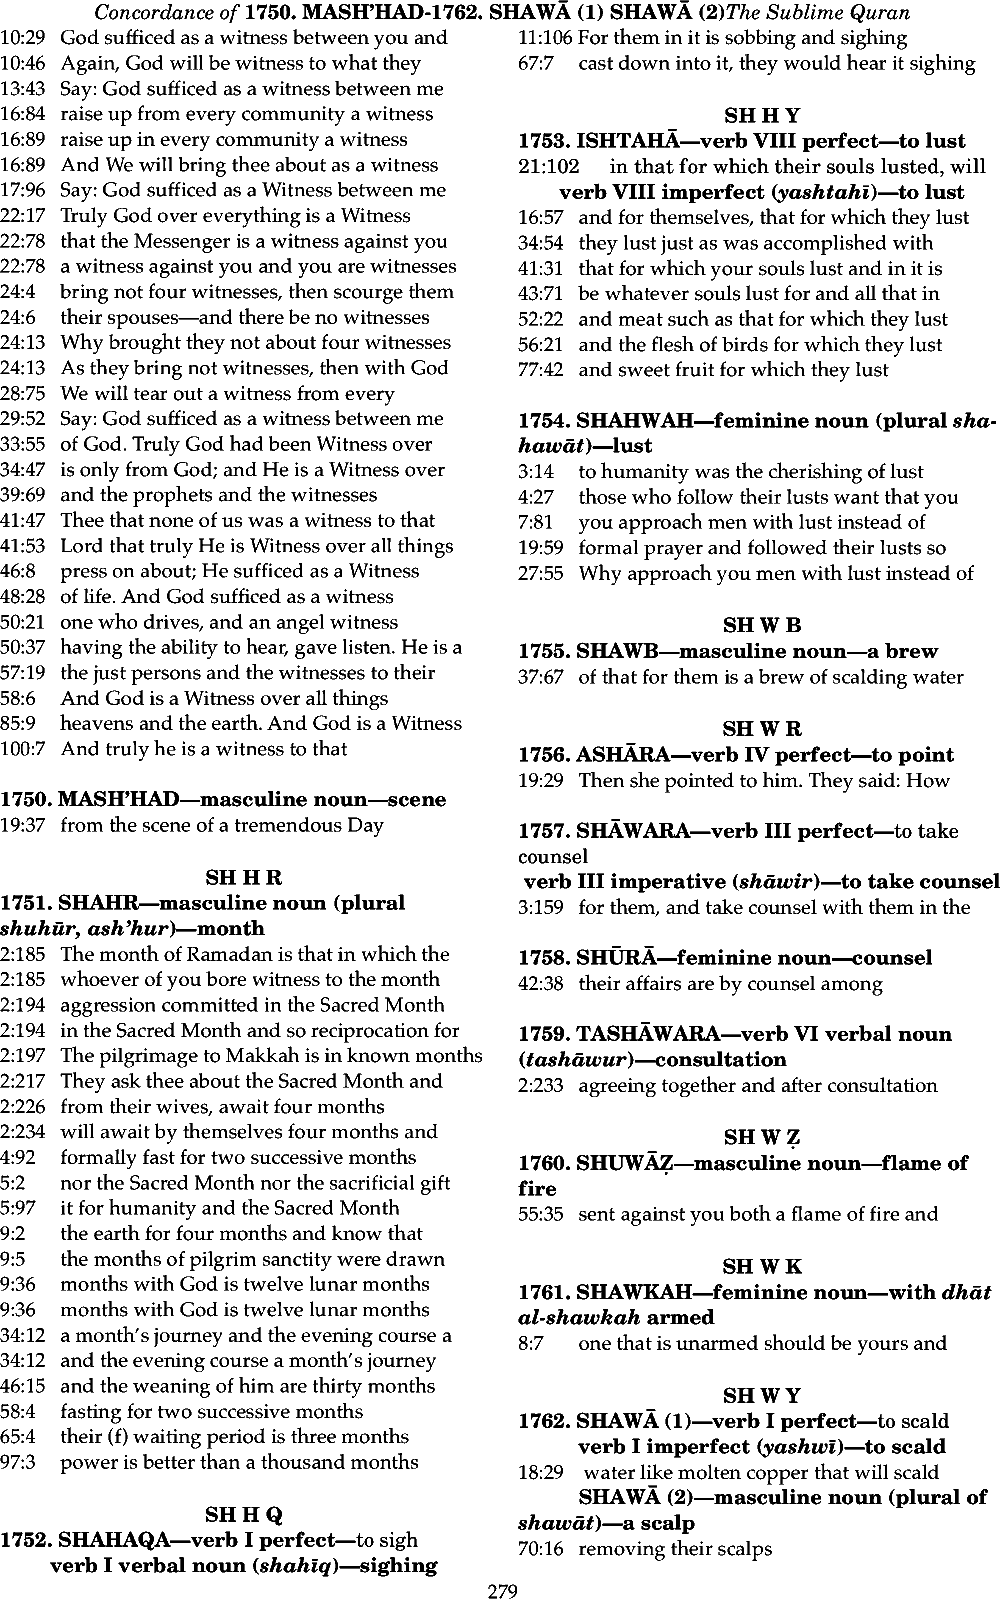 Concordance of 1750. MASH’HAD-1762. SHAWĀ (1) SHAWĀ (2)The Sublime Quran
10:29 God sufficed as a witness between you and
10:46 Again, God will be witness to what they
13:43 Say: God sufficed as a witness between me
16:84 raise up from every community a witness
16:89 raise up in every community a witness
16:89 And We will bring thee about as a witness
17:96 Say: God sufficed as a Witness between me
22:17 Truly God over everything is a Witness
22:78 that the Messenger is a witness against you
22:78 a witness against you and you are witnesses
24:4 bring not four witnesses, then scourge them
24:6 their spouses—and there be no witnesses
24:13 Why brought they not about four witnesses
24:13 As they bring not witnesses, then with God
28:75 We will tear out a witness from every
29:52 Say: God sufficed as a witness between me
33:55 of God. Truly God had been Witness over
34:47 is only from God; and He is a Witness over
39:69 and the prophets and the witnesses
41:47 Thee that none of us was a witness to that
41:53 Lord that truly He is Witness over all things
46:8 press on about; He sufficed as a Witness
48:28 of life. And God sufficed as a witness
50:21 one who drives, and an angel witness
50:37 having the ability to hear, gave listen. He is a
57:19 the just persons and the witnesses to their
58:6 And God is a Witness over all things
85:9 heavens and the earth. And God is a Witness
100:7 And truly he is a witness to that
1750. MASH’HAD—masculine noun—scene
19:37 from the scene of a tremendous Day
SH H R
1751. SHAHR—masculine noun (plural
shuhūr, ash’hur)—month
2:185 The month of Ramadan is that in which the
2:185 whoever of you bore witness to the month
2:194 aggression committed in the Sacred Month
2:194 in the Sacred Month and so reciprocation for
2:197 The pilgrimage to Makkah is in known months
2:217 They ask thee about the Sacred Month and
2:226 from their wives, await four months
2:234 will await by themselves four months and
4:92 formally fast for two successive months
5:2 nor the Sacred Month nor the sacrificial gift
5:97 it for humanity and the Sacred Month
9:2 the earth for four months and know that
9:5 the months of pilgrim sanctity were drawn
9:36 months with God is twelve lunar months
9:36 months with God is twelve lunar months
34:12 a month’s journey and the evening course a
34:12 and the evening course a month’s journey
46:15 and the weaning of him are thirty months
58:4 fasting for two successive months
65:4 their (f) waiting period is three months
97:3 power is better than a thousand months
SH H Q
1752. SHAHAQA—verb I perfect—to sigh
verb I verbal noun (shahīq)—sighing
11:106 For them in it is sobbing and sighing
67:7 cast down into it, they would hear it sighing
SH H Y
1753. ISHTAHĀ—verb VIII perfect—to lust
21:102 in that for which their souls lusted, will
verb VIII imperfect (yashtahī)—to lust
16:57 and for themselves, that for which they lust
34:54 they lust just as was accomplished with
41:31 that for which your souls lust and in it is
43:71 be whatever souls lust for and all that in
52:22 and meat such as that for which they lust
56:21 and the flesh of birds for which they lust
77:42 and sweet fruit for which they lust
1754. SHAHWAH—feminine noun (plural sha-
hawāt)—lust
3:14 to humanity was the cherishing of lust
4:27 those who follow their lusts want that you
7:81 you approach men with lust instead of
19:59 formal prayer and followed their lusts so
27:55 Why approach you men with lust instead of
SH W B
1755. SHAWB—masculine noun—a brew
37:67 of that for them is a brew of scalding water
SH W R
1756. ASHĀRA—verb IV perfect—to point
19:29 Then she pointed to him. They said: How
1757. SHĀWARA—verb III perfect—to take
counsel
verb III imperative (shāwir)—to take counsel
3:159 for them, and take counsel with them in the
1758. SHŪRĀ—feminine noun—counsel
42:38 their affairs are by counsel among
1759. TASHĀWARA—verb VI verbal noun
(tashāwur)—consultation
2:233 agreeing together and after consultation
SH W Ẓ
1760. SHUWĀẒ—masculine noun—flame of
fire
55:35 sent against you both a flame of fire and
SH W K
1761. SHAWKAH—feminine noun—with dhāt
al-shawkah armed
8:7 one that is unarmed should be yours and
SH W Y
1762. SHAWĀ (1)—verb I perfect—to scald
verb I imperfect (yashwī)—to scald
18:29 water like molten copper that will scald
SHAWĀ (2)—masculine noun (plural of
shawāt)—a scalp
70:16 removing their scalps
279